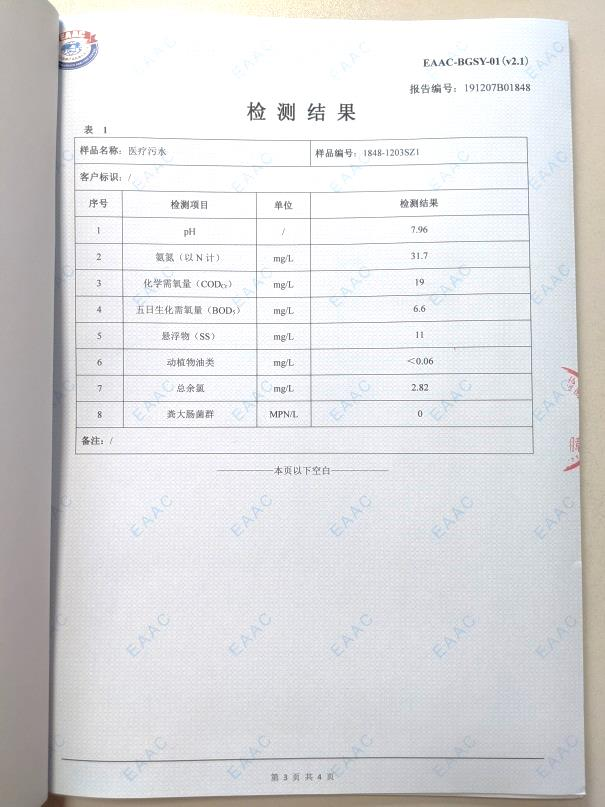 EAAC
EAAC-BGSY-01(v2.1)
报告编号：191207B01848
检测结果
表 1
样品名称：医疗污水 样品编号：1848-1203SZ1
客户标识：/
序号 检测项目 单位 检测结果
1 pH / 7.96
2 氨氮（以 N 计） mg/L 31.7
3 化学需氧量（CODCr） mg/L 19
4 五日生化需氧量（BOD5） mg/L 6.6
5 悬浮物（SS） mg/L 11
6 动植物油类 mg/L ＜0.06
7 总余氯 mg/L 2.82
8 粪大肠菌群 MPN/L 0
备注：/
——————本页以下空白——————
第 3 页 共 4 页